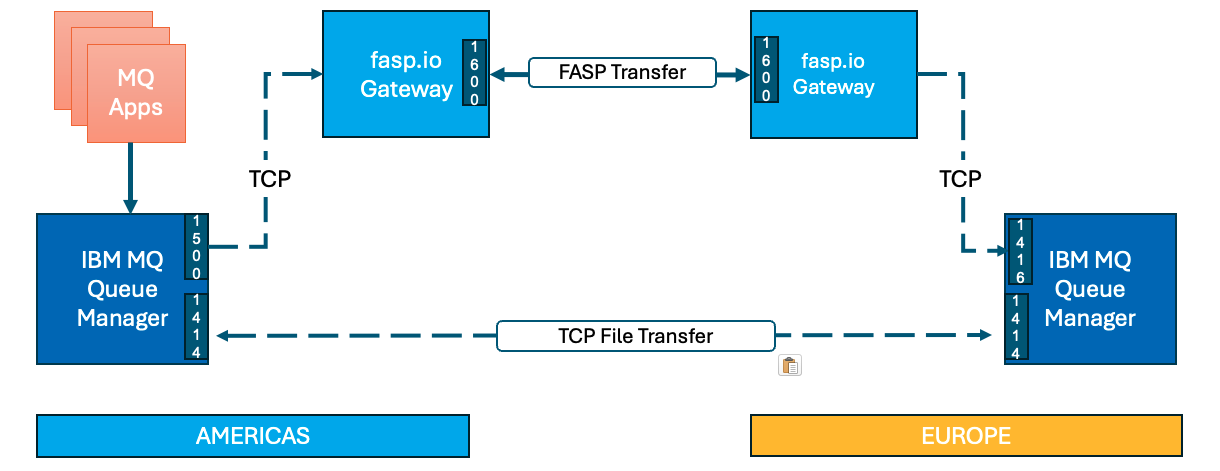 MQ
Apps
fasp.io
Gateway
1600
FASP Transfer
1600
fasp.io
Gateway
TCP
TCP
IBM MQ
Queue
Manager
1500
1414
1416
1414
IBM MQ
Queue
Manager
TCP File Transfer
AMERICAS
EUROPE